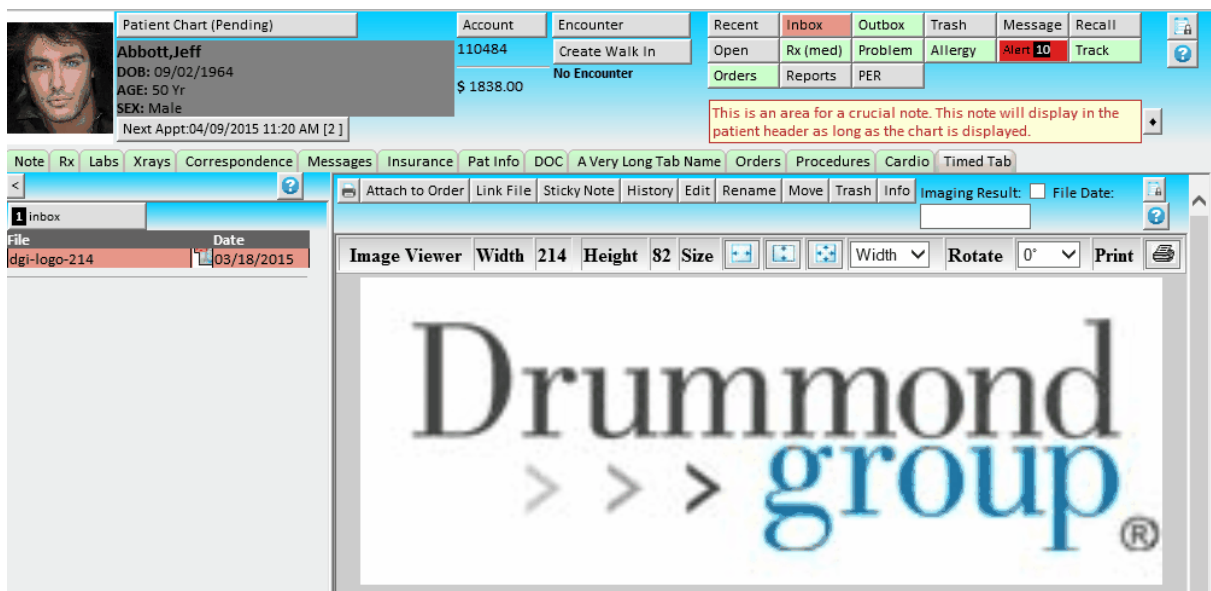 Patient Chart (Pending) Account Encounter Recent Inbox Outbox Trash Message Recall
Abbott,Jeff 110484 Create Walk In Open Rx (med) Problem Allergy Alert 10 Track
DOB: 09/02/1964 No Encounter Orders Reports PER
AGE: 50 Yr $ 1838.00
SEX: Male
Next Appt:04/09/2015 11:20 AM [2 ]
This is an area for a crucial note. This note will display in the
patient header as long as the chart is displayed.
Note Rx Labs Xrays Correspondence Messages Insurance Pat Info DOC A Very Long Tab Name Orders Procedures Cardio Timed Tab
< ?
Attach to Order Link File Sticky Note History Edit Rename Move Trash Info Imaging Result: File Date:
1 inbox
File Date
dgi-logo-214 03/18/2015
Image Viewer Width 214 Height 82 Size Width Rotate 0° Print
Drummond
>>> group®